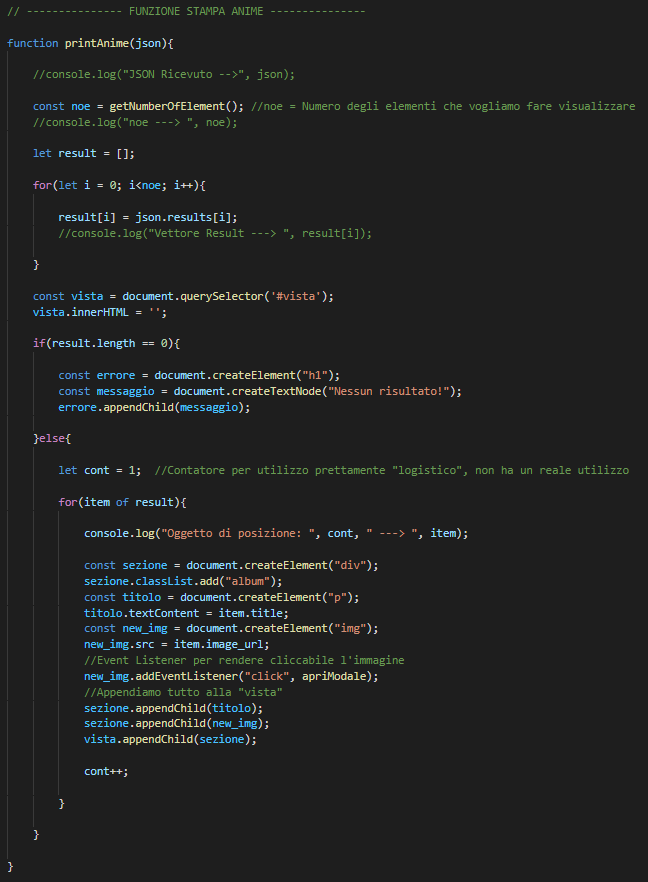 // --------------- FUNZIONE STAMPA ANIME ---------------
function printAnime(json){
//console.log("JSON Ricevuto -->", json);
const noe = getNumberOfElement(); //noe = Numero degli elementi che vogliamo fare visualizzare
//console.log("noe ---> ", noe);
let result = [];
for(let i = 0; i<noe; i++){
result[i] = json.results[i];
//console.log("Vettore Result ---> ", result[i]);
}
const vista = document.querySelector('#vista');
vista.innerHTML = '';
if(result.length == 0){
const errore = document.createElement("h1");
const messaggio = document.createTextNode("Nessun risultato!");
errore.appendChild(messaggio);
}else{
let cont = 1;  //Contatore per utilizzo prettamente "logistico", non ha un reale utilizzo
for(item of result){
console.log("Oggetto di posizione: ", cont, " ---> ", item);
const sezione = document.createElement("div");
sezione.classList.add("album");
const titolo = document.createElement("p");
titolo.textContent = item.title;
const new_img = document.createElement("img");
new_img.src = item.image_url;
//Event Listener per rendere cliccabile l'immagine
new_img.addEventListener("click", apriModale);
//Appendiamo tutto alla "vista"
sezione.appendChild(titolo);
sezione.appendChild(new_img);
vista.appendChild(sezione);
cont++;
}
}
}